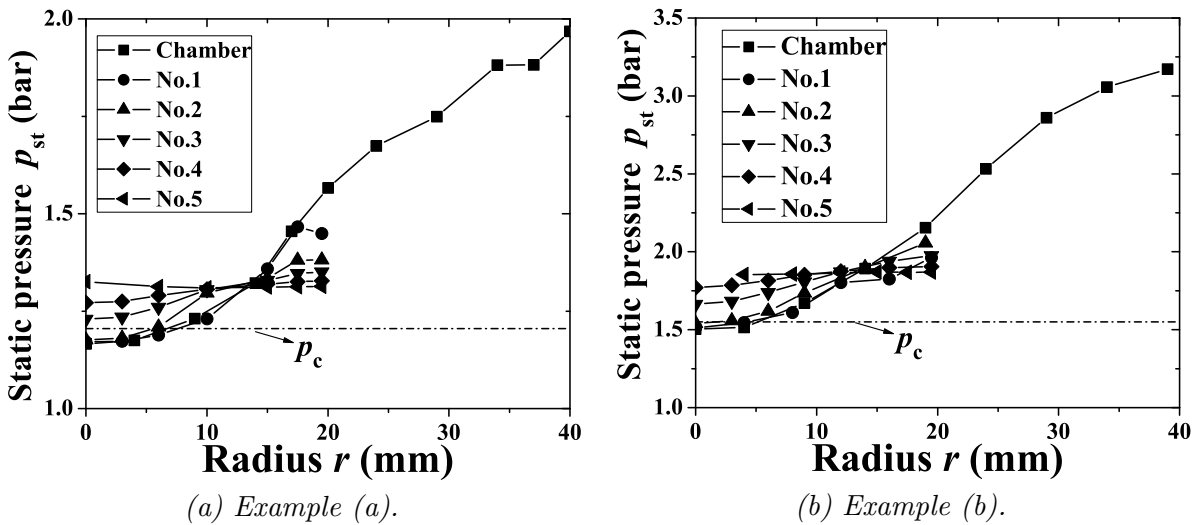 Static pressure p_st (bar)
2.0
1.5
1.0
Chamber
No.1
No.2
No.3
No.4
No.5
p_c
0 10 20 30 40
Radius r (mm)
(a) Example (a).
Static pressure p_st (bar)
3.5
3.0
2.5
2.0
1.5
1.0
Chamber
No.1
No.2
No.3
No.4
No.5
p_c
0 10 20 30 40
Radius r (mm)
(b) Example (b).